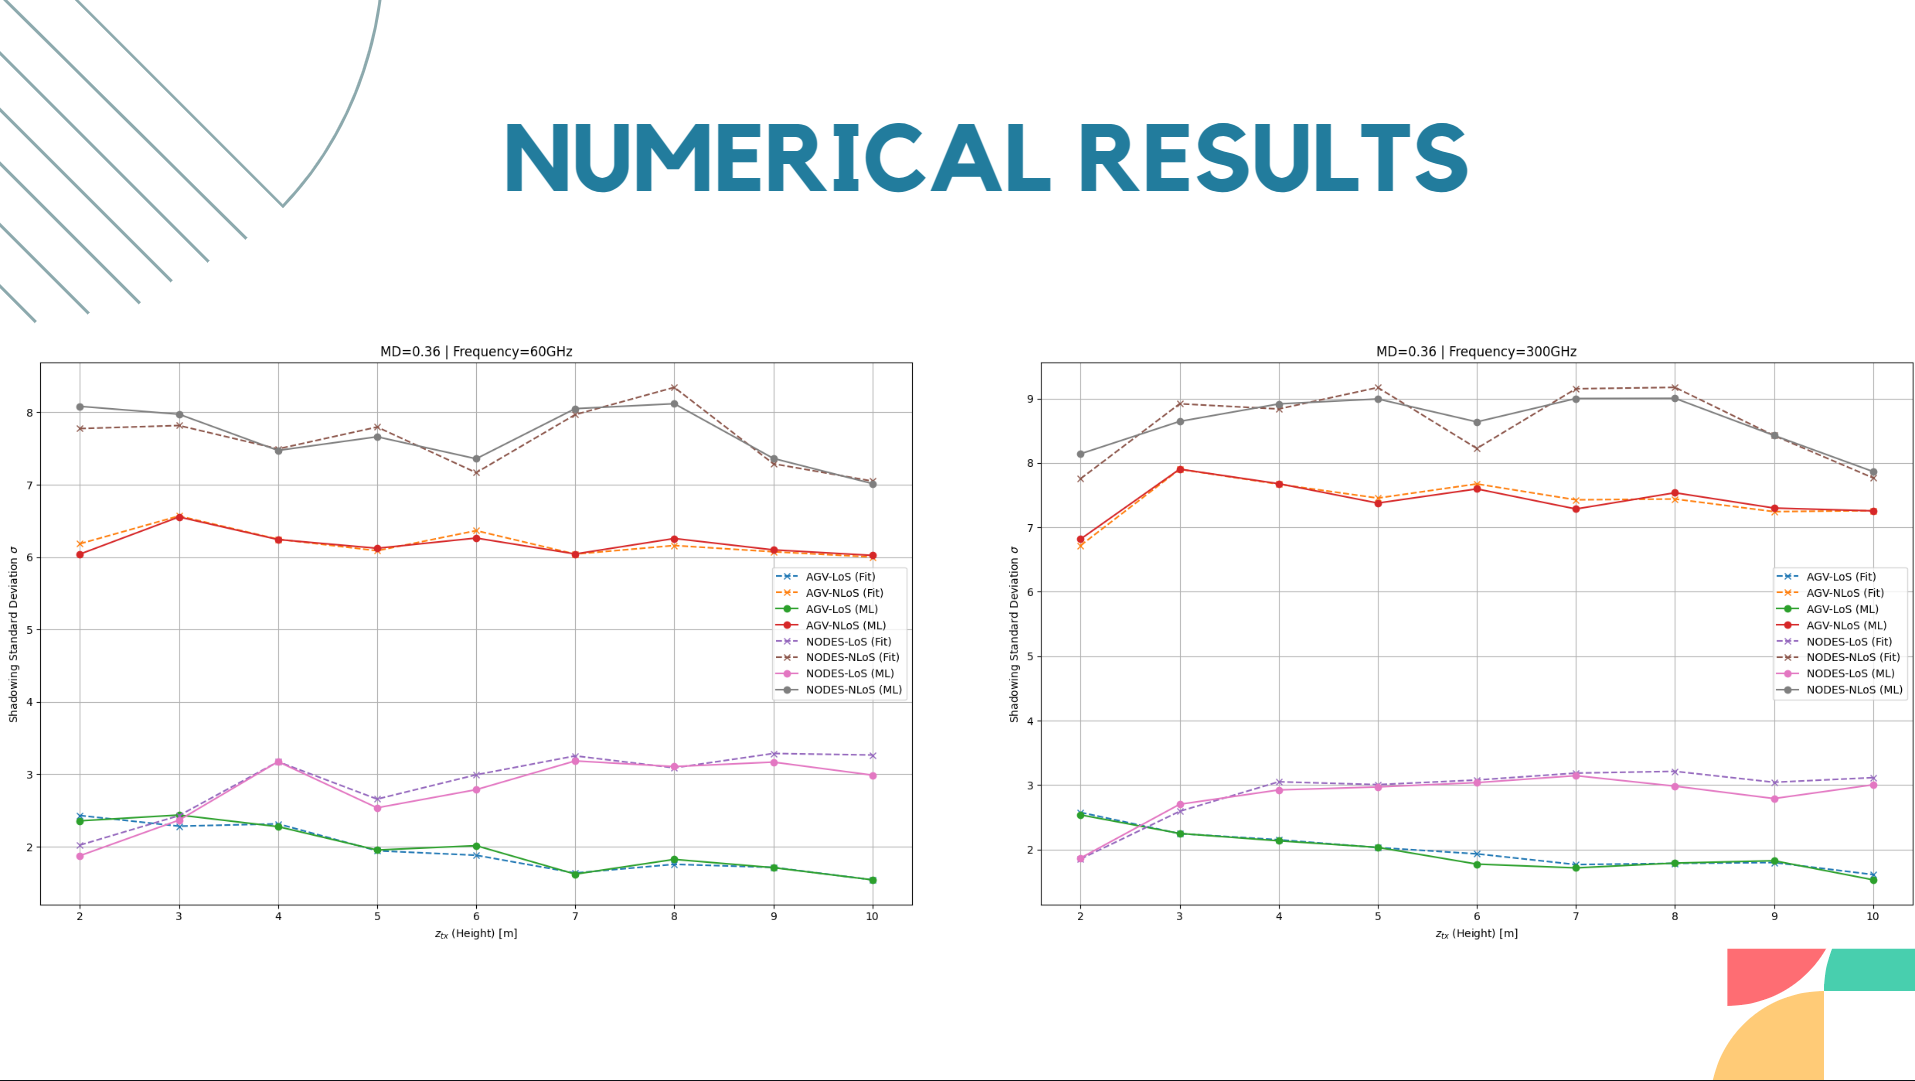 NUMERICAL RESULTS
MD=0.36 | Frequency=60GHz
Shadowing Standard Deviation σ
8
7
6
5
4
3
2
AGV-LoS (Fit)
AGV-NLoS (Fit)
AGV-LoS (ML)
AGV-NLoS (ML)
NODES-LoS (Fit)
NODES-NLoS (Fit)
NODES-LoS (ML)
NODES-NLoS (ML)
2 3 4 5 6 7 8 9 10
z_tx (Height) [m]
MD=0.36 | Frequency=300GHz
Shadowing Standard Deviation σ
9
8
7
6
5
4
3
2
AGV-LoS (Fit)
AGV-NLoS (Fit)
AGV-LoS (ML)
AGV-NLoS (ML)
NODES-LoS (Fit)
NODES-NLoS (Fit)
NODES-LoS (ML)
NODES-NLoS (ML)
2 3 4 5 6 7 8 9 10
z_tx (Height) [m]